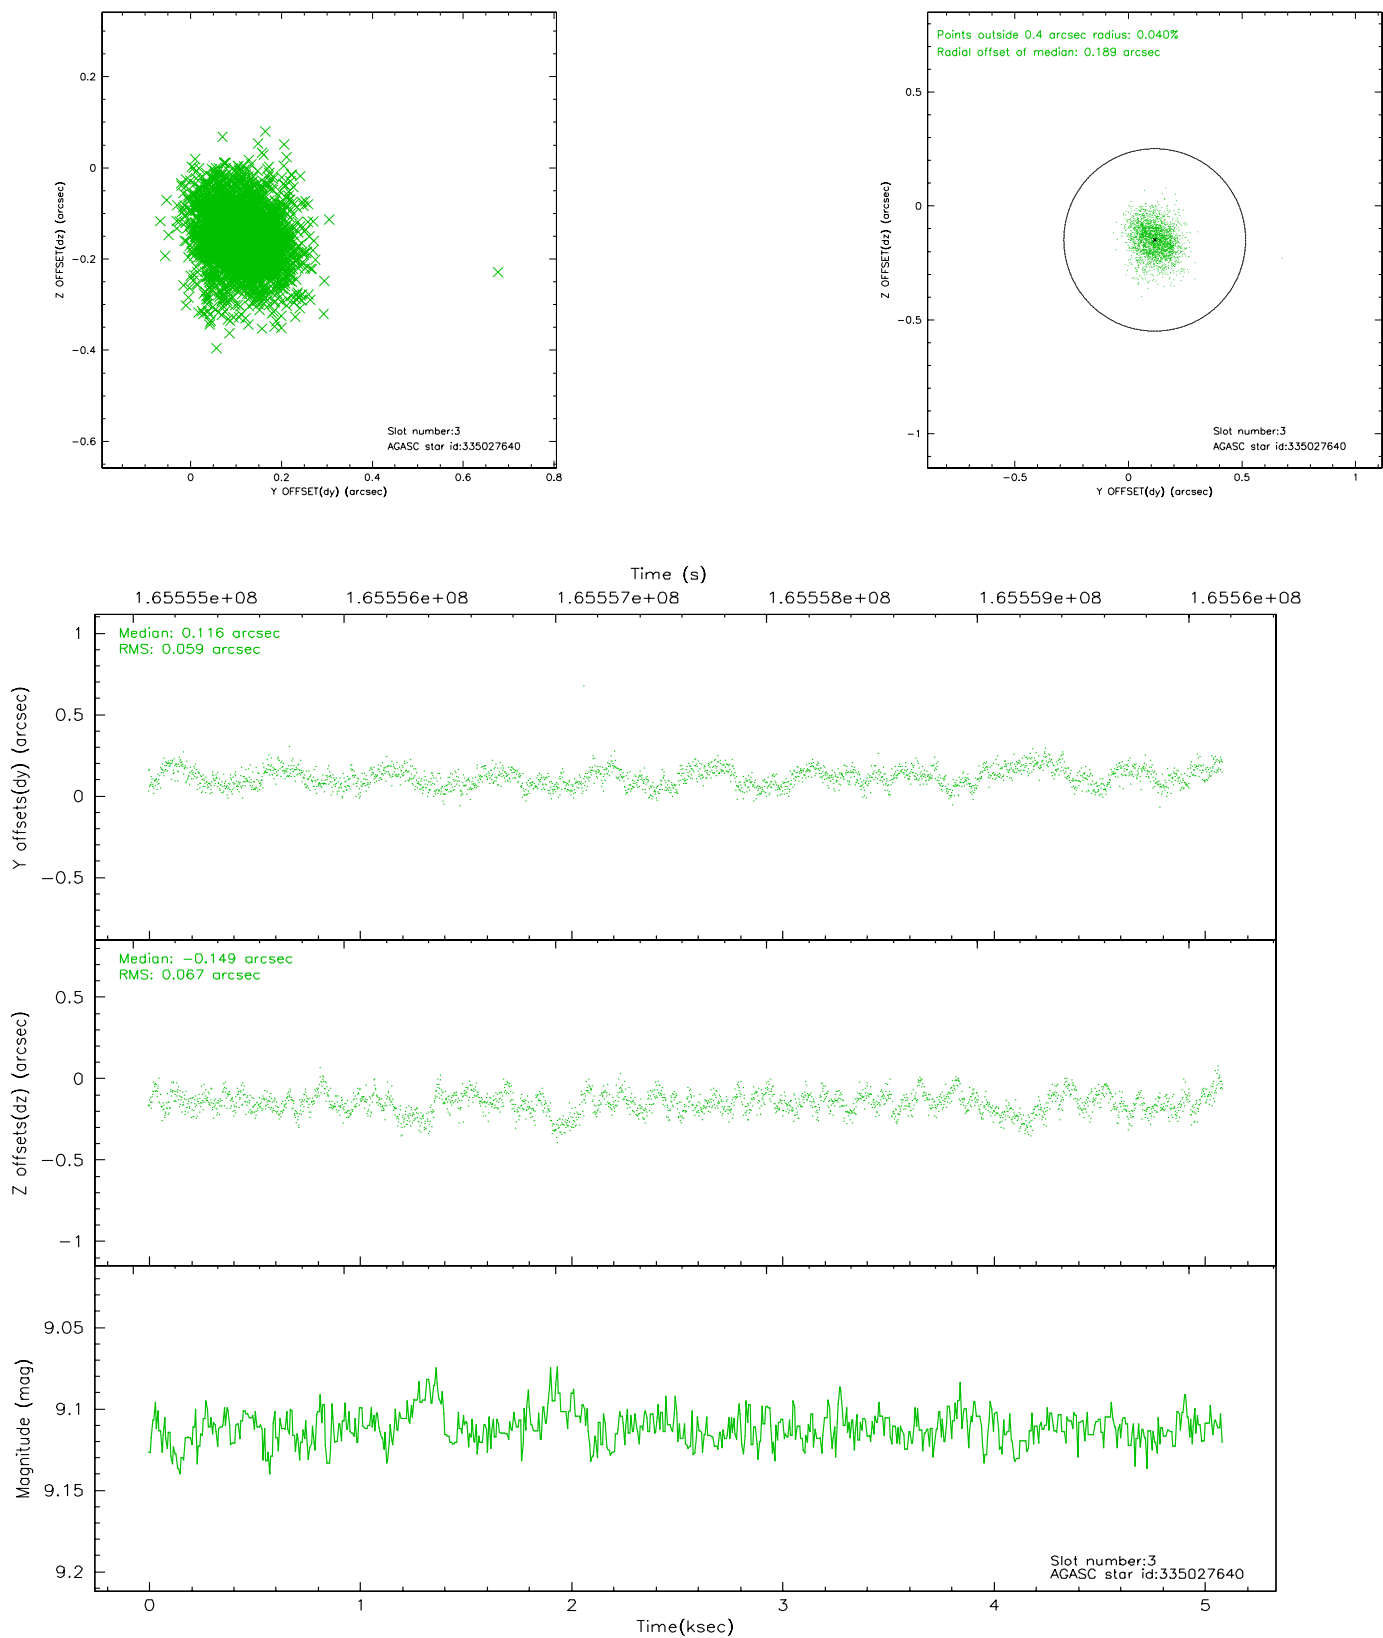 0.2
0
−0.2
−0.4
−0.6
Z OFFSET(dz) (arcsec)
Slot number:3
AGASC star id:335027640
0 0.2 0.4 0.6 0.8
Y OFFSET(dy) (arcsec)
Points outside 0.4 arcsec radius: 0.040%
Radial offset of median: 0.189 arcsec
0.5
0
−0.5
−1
Z OFFSET(dz) (arcsec)
Slot number:3
AGASC star id:335027640
−0.5 0 0.5 1
Y OFFSET(dy) (arcsec)
Time (s)
1.65555e+08 1.65556e+08 1.65557e+08 1.65558e+08 1.65559e+08 1.6556e+08
Median: 0.116 arcsec
RMS: 0.059 arcsec
1
0.5
0
−0.5
Y offsets(dy) (arcsec)
Median: −0.149 arcsec
RMS: 0.067 arcsec
0.5
0
−0.5
−1
Z offsets(dz) (arcsec)
9.05
9.1
9.15
9.2
Magnitude (mag)
Slot number:3
AGASC star id:335027640
0 1 2 3 4 5
Time(ksec)